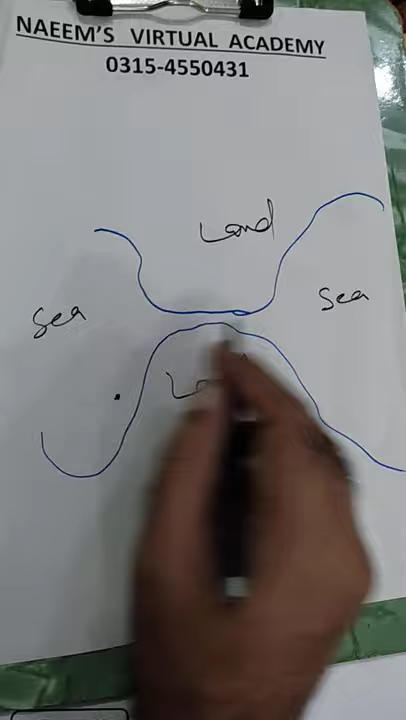 NAEEM'S VIRTUAL ACADEMY
0315-4550431
Land
Sea
Sea